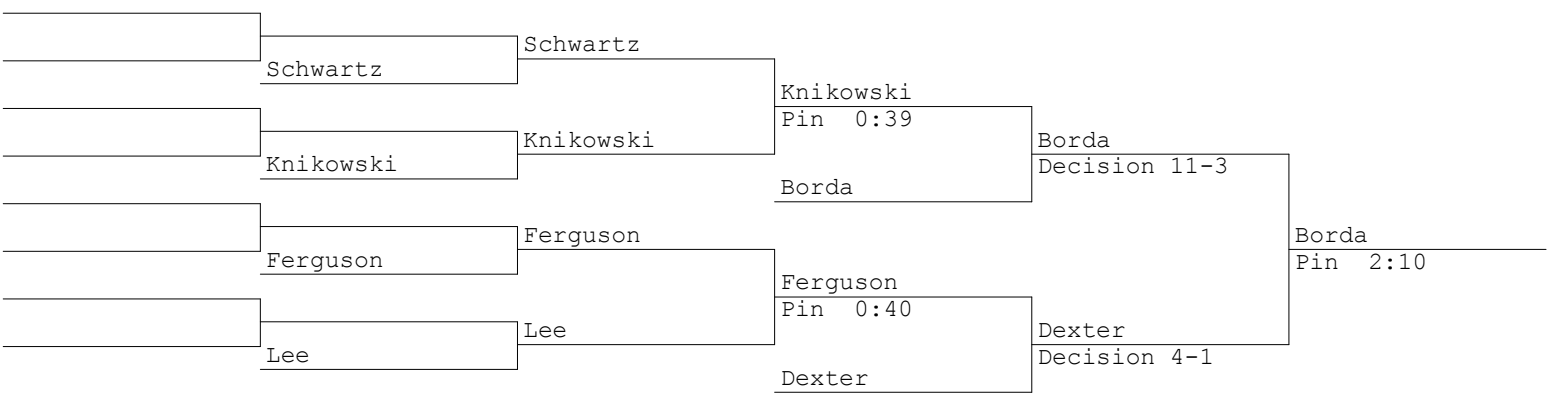 Schwartz
Schwartz
Knikowski
Pin 0:39
Knikowski
Borda
Knikowski
Decision 11-3
Borda
Ferguson
Borda
Ferguson
Pin 2:10
Ferguson
Pin 0:40
Lee
Dexter
Lee
Decision 4-1
Dexter